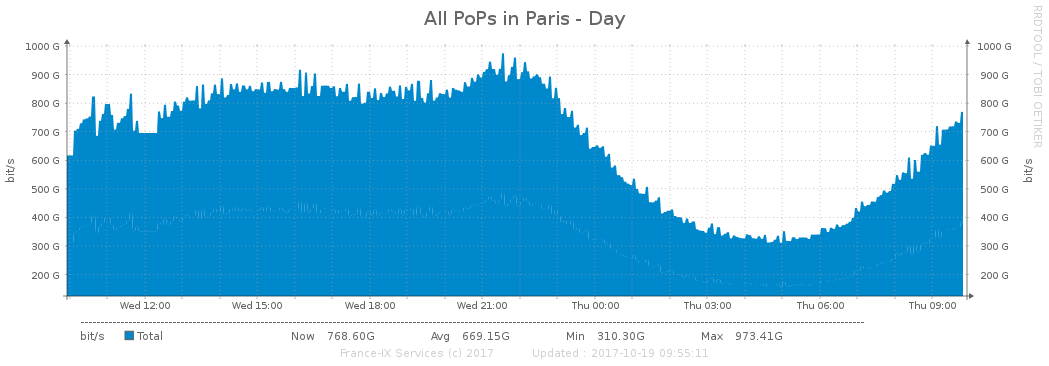 All PoPs in Paris - Day
RRDTOOL / TOBI OETIKER
bit/s
1000 G
900 G
800 G
700 G
600 G
500 G
400 G
300 G
200 G
1000 G
900 G
800 G
700 G
600 G
500 G
400 G
300 G
200 G
bit/s
Wed 12:00 Wed 15:00 Wed 18:00 Wed 21:00 Thu 00:00 Thu 03:00 Thu 06:00 Thu 09:00
bit/s Total Now 768.60G Avg 669.15G Min 310.30G Max 973.41G
France-IX Services (c) 2017 Updated : 2017-10-19 09:55:11